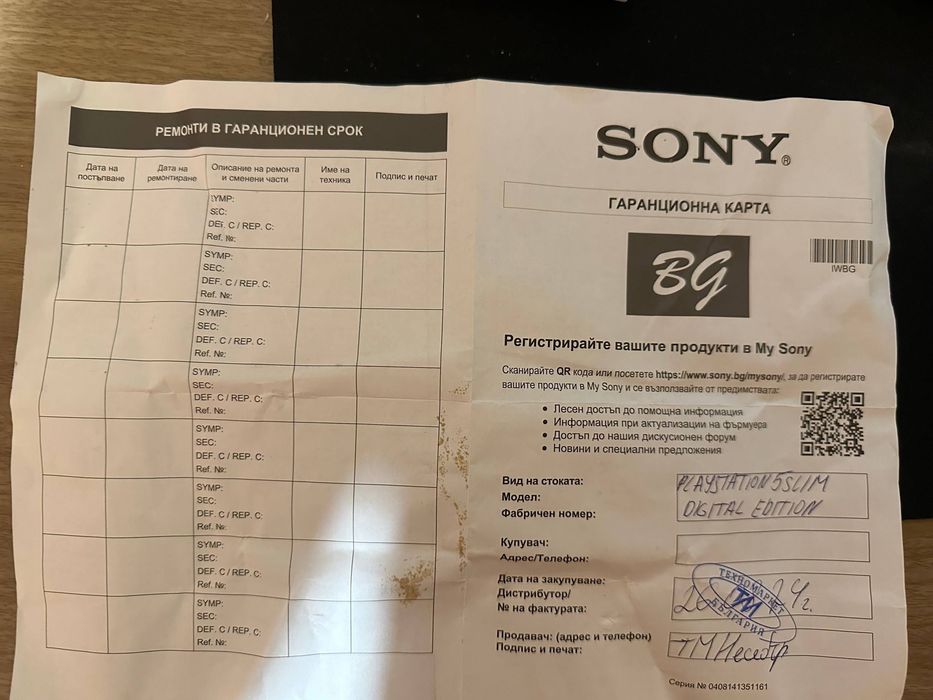 РЕМОНТИ В ГАРАНЦИОНЕН СРОК
Дата на постъпване
Дата на ремонтиране
Описание на ремонта и сменени части
Име на техника
Подпис и печат
SYMP:
SEC:
DEF. C / REP. C:
Ref. №:
SYMP:
SEC:
DEF. C / REP. C:
Ref. №:
SYMP:
SEC:
DEF. C / REP. C:
Ref. №:
SYMP:
SEC:
DEF. C / REP. C:
Ref. №:
SYMP:
SEC:
DEF. C / REP. C:
Ref. №:
SYMP:
SEC:
DEF. C / REP. C:
Ref. №:
SYMP:
SEC:
DEF. C / REP. C:
Ref. №:
SYMP:
SEC:
DEF. C / REP. C:
Ref. №:
SONY®
ГАРАНЦИОННА КАРТА
BG
IWBG
Регистрирайте вашите продукти в My Sony
Сканирайте QR кода или посетете https://www.sony.bg/mysony/, за да регистрирате
вашите продукти в My Sony и се възползвайте от предимствата:
• Лесен достъп до помощна информация
• Информация при актуализации на фърмуера
• Достъп до нашия дискусионен форум
• Новини и специални предложения
Вид на стоката: PLAYSTATION 5 SLIM
Модел:
Фабричен номер: DIGITAL EDITION
Купувач:
Адрес/Телефон:
Дата на закупуване:
Дистрибутор/
№ на фактурата:
ТЕХНОМАРКЕТ
ТМ
БЪЛГАРИЯ
Продавач: (адрес и телефон)
Подпис и печат: ТМ Несебър
Серия № 0408141351161